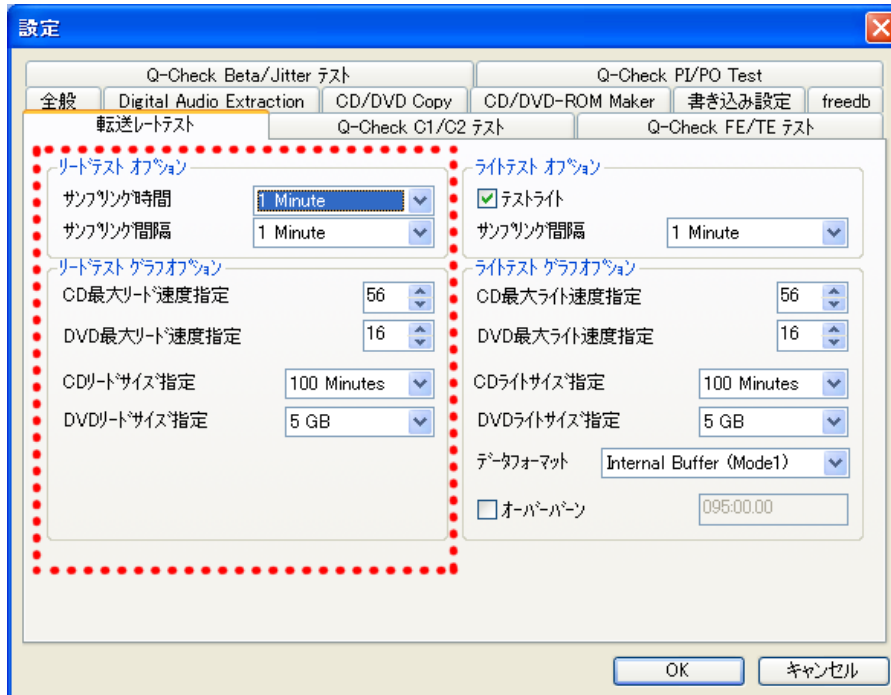 設定
Q-Check Beta/Jitter テスト Q-Check PI/PO Test
全般 Digital Audio Extraction CD/DVD Copy CD/DVD-ROM Maker 書き込み設定 freedb
転送レートテスト Q-Check C1/C2 テスト Q-Check FE/TE テスト
リードテスト オプション
サンプリング時間 1 Minute
サンプリング間隔 1 Minute
リードテスト グラフオプション
CD最大リード速度指定 56
DVD最大リード速度指定 16
CDリードサイズ指定 100 Minutes
DVDリードサイズ指定 5 GB
ライトテスト オプション
テストライト
サンプリング間隔 1 Minute
ライトテスト グラフオプション
CD最大ライト速度指定 56
DVD最大ライト速度指定 16
CDライトサイズ指定 100 Minutes
DVDライトサイズ指定 5 GB
データフォーマット Internal Buffer (Mode1)
オーバーバーン 095:00.00
OK キャンセル